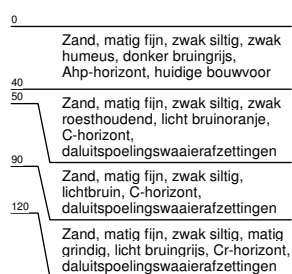 0
Zand, matig fijn, zwak siltig, zwak
humeus, donker bruingrijs,
Ahp-horizont, huidige bouwvoor
40
50
Zand, matig fijn, zwak siltig, zwak
roesthoudend, licht bruinoranje,
C-horizont,
daluitspoelingswaaierafzettingen
90
Zand, matig fijn, zwak siltig,
lichtbruin, C-horizont,
daluitspoelingswaaierafzettingen
120
Zand, matig fijn, zwak siltig, matig
grindig, licht bruingrijs, Cr-horizont,
daluitspoelingswaaierafzettingen